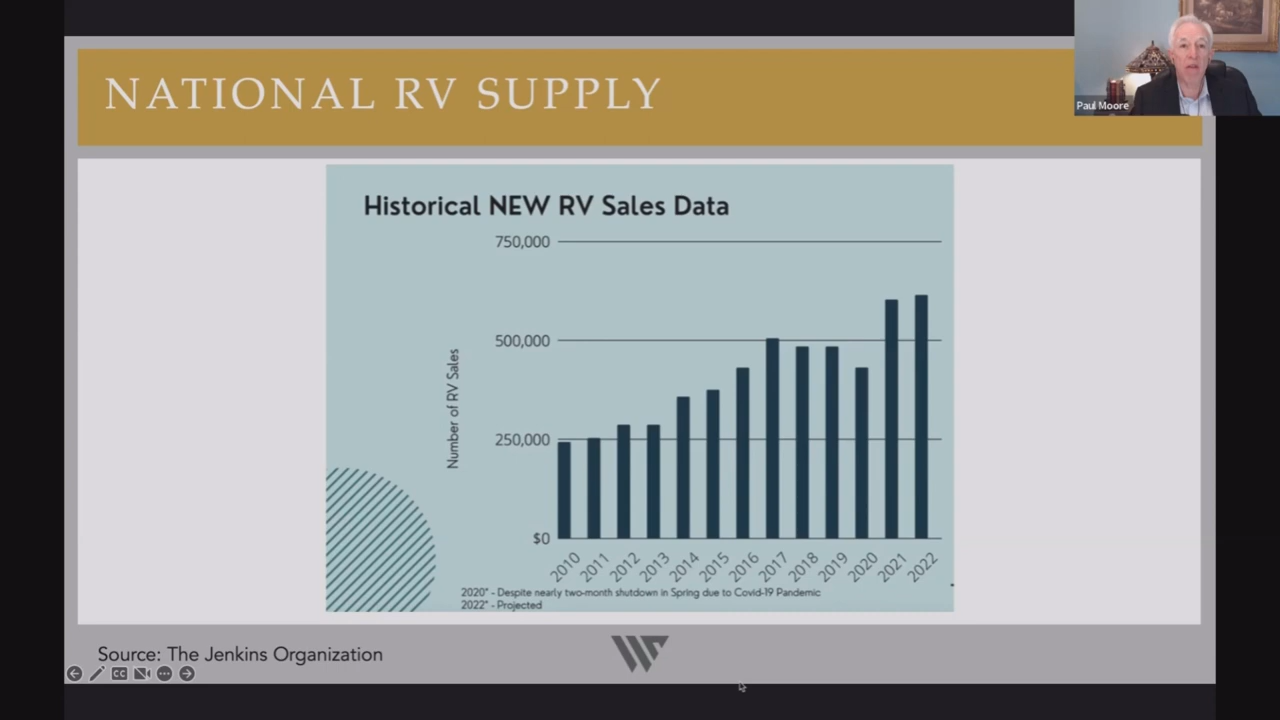 NATIONAL RV SUPPLY
Paul Moore
Historical NEW RV Sales Data
Number of RV Sales
750,000
500,000
250,000
$0
2010
2011
2012
2013
2014
2015
2016
2017
2018
2019
2020
2021
2022
2020* - Despite nearly two-month shutdown in Spring due to Covid-19 Pandemic
2022* - Projected
Source: The Jenkins Organization
CC